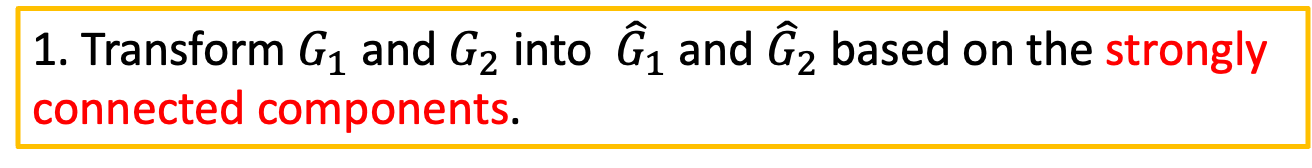 1. Transform G₁ and G₂ into Ĝ₁ and Ĝ₂ based on the strongly
connected components.